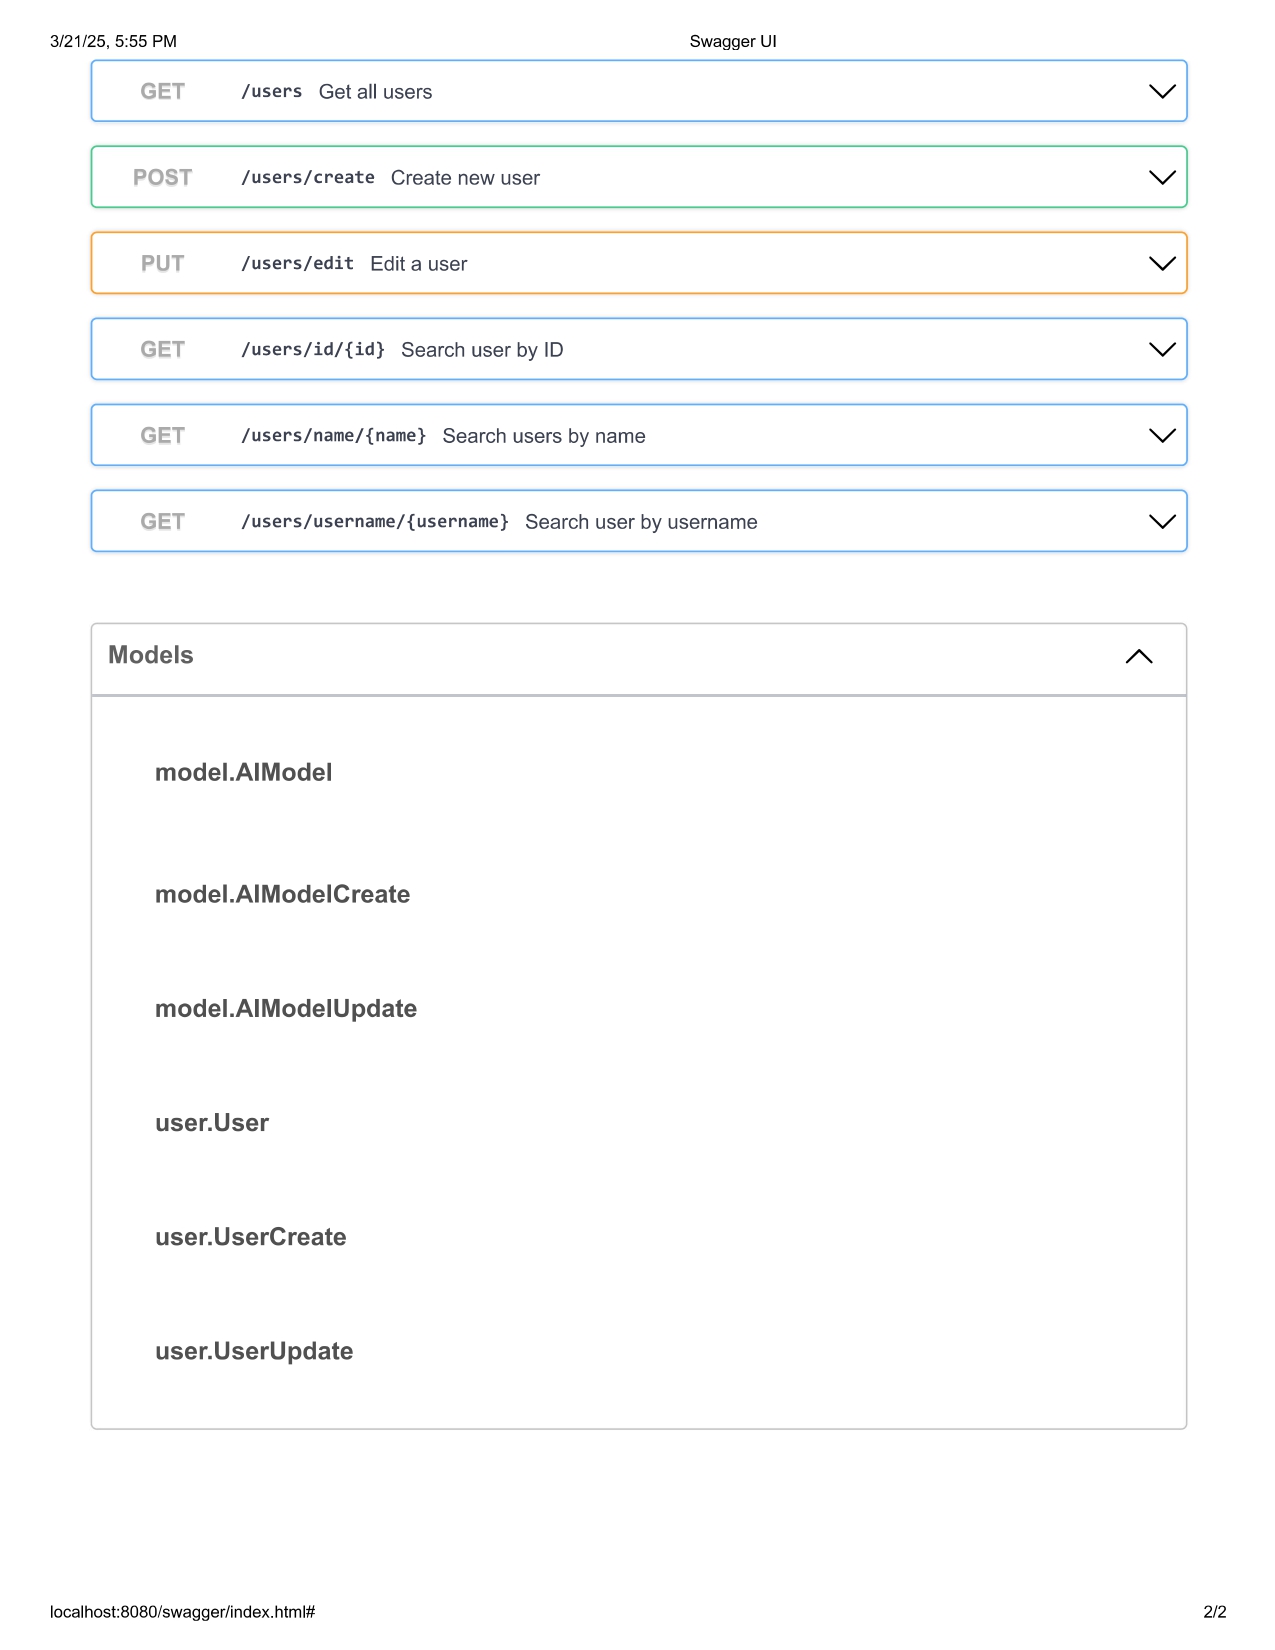 3/21/25, 5:55 PM Swagger UI
GET /users Get all users
POST /users/create Create new user
PUT /users/edit Edit a user
GET /users/id/{id} Search user by ID
GET /users/name/{name} Search users by name
GET /users/username/{username} Search user by username
Models
model.AIModel
model.AIModelCreate
model.AIModelUpdate
user.User
user.UserCreate
user.UserUpdate
localhost:8080/swagger/index.html# 2/2